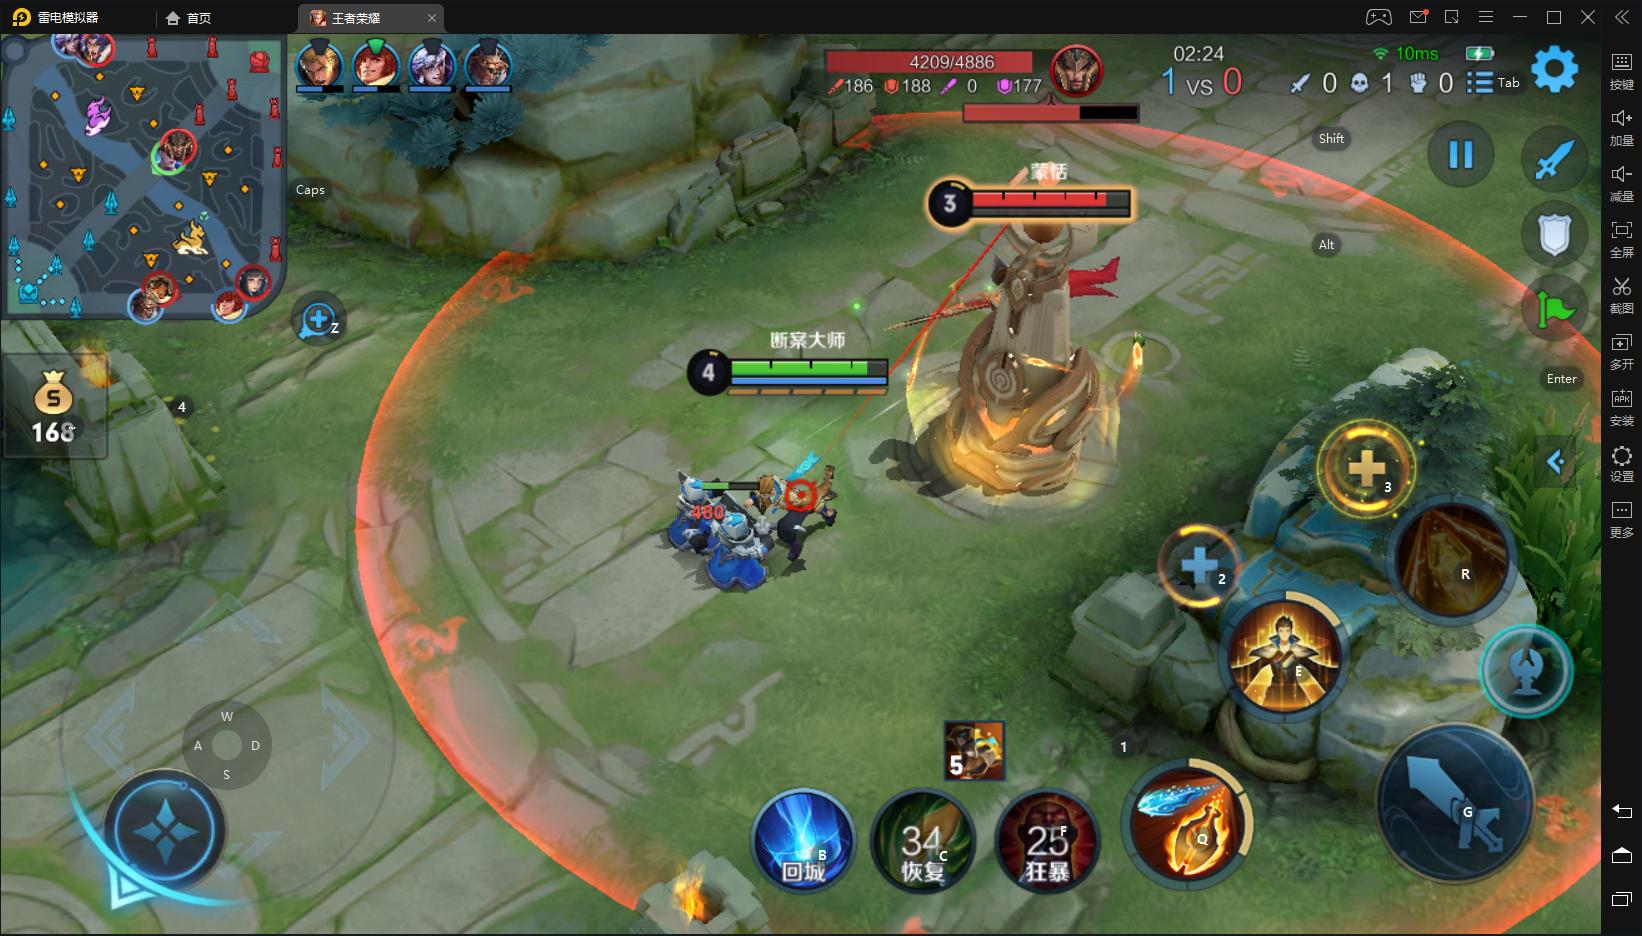 雷电模拟器
首页
王者荣耀
4209/4886
186 188 0 177
02:24
1 VS 0
10ms
0 1 0
Tab
按键
加量
减量
全屏
截图
多开
安装
APK
设置
更多
Shift
Caps
Alt
Enter
蒙恬
3
断案大师
4
Z
S
168
4
480
3
2
R
E
W
A D
S
5
1
B
回城
34
C
恢复
25
F
狂暴
Q
G